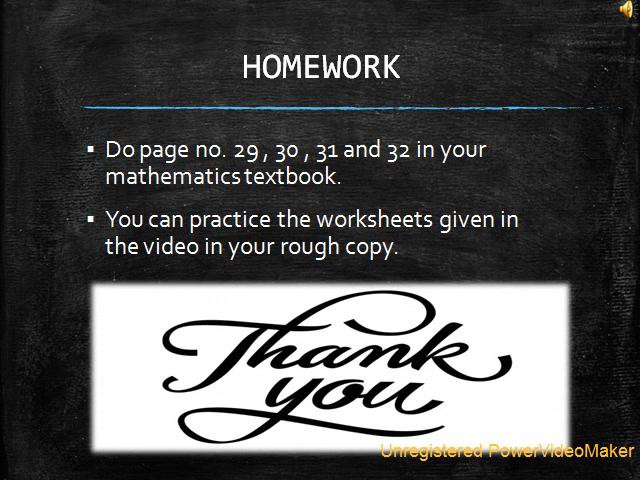 HOMEWORK
▪ Do page no. 29 , 30 , 31 and 32 in your
mathematics textbook.
▪ You can practice the worksheets given in
the video in your rough copy.
Thank
you
Unregistered PowerVideoMaker